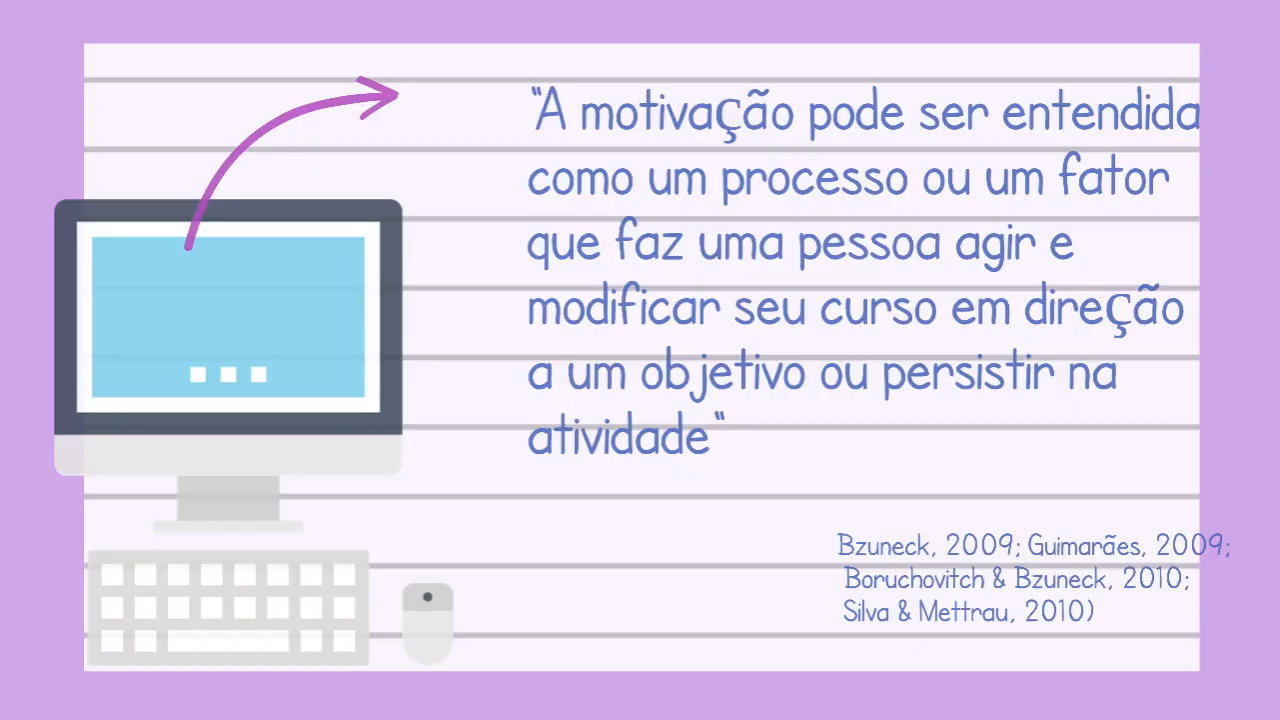 "A motivação pode ser entendida
como um processo ou um fator
que faz uma pessoa agir e
modificar seu curso em direção
a um objetivo ou persistir na
atividade"
Bzuneck, 2009; Guimarães, 2009;
Boruchovitch & Bzuneck, 2010;
Silva & Mettrau, 2010)